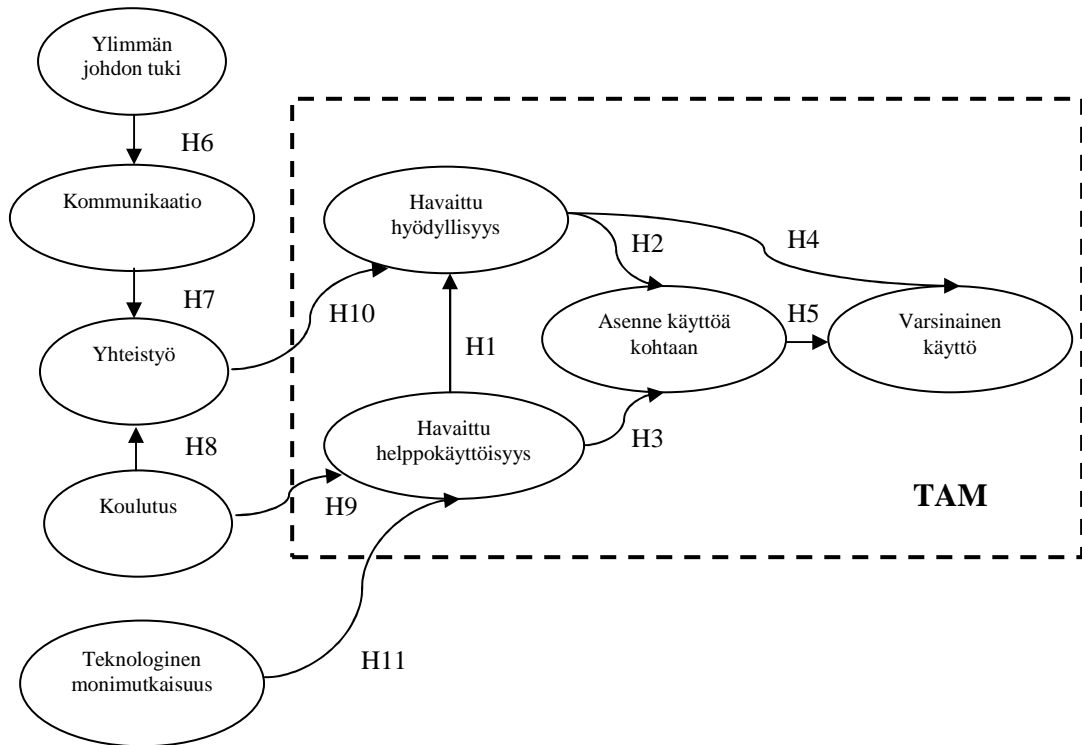 Ylimmän
johdon tuki
H6
Kommunikaatio
Havaittu
hyödyllisyys
H2
H4
H7
H10
Yhteistyö
H1
Asenne käyttöä
kohtaan
H5
Varsinainen
käyttö
H8
Havaittu
helppokäyttöisyys
H3
Koulutus
H9
TAM
Teknologinen
monimutkaisuus
H11